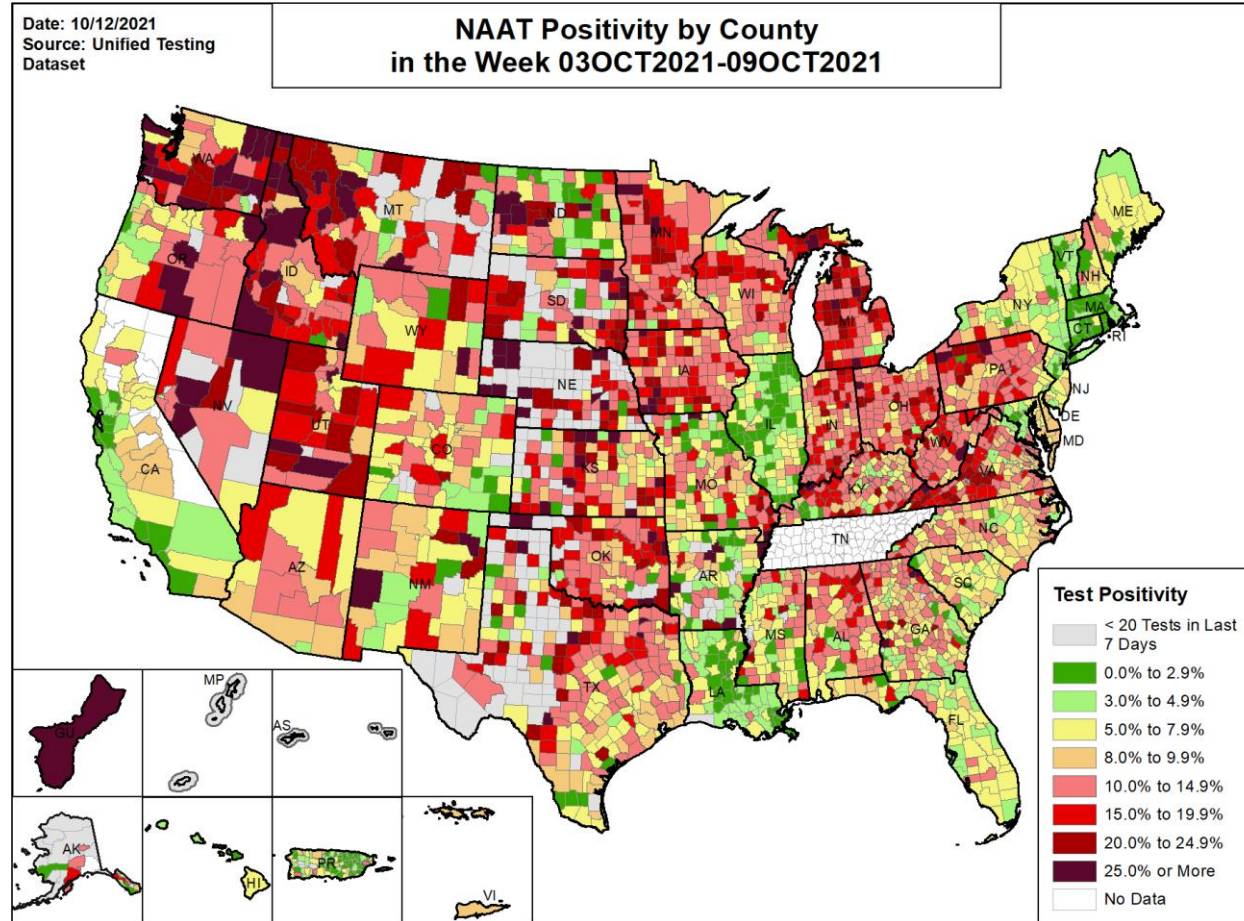 Date: 10/12/2021
Source: Unified Testing
Dataset
NAAT Positivity by County
in the Week 03OCT2021-09OCT2021
WA
MT
ND
MN
ME
OR
ID
SD
WI
VT
NH
NY
MA
CT
RI
WY
MI
IA
PA
NJ
NE
NV
UT
IL
IN
OH
DE
MD
CA
CO
KS
MO
WV
VA
KY
TN
NC
AZ
NM
OK
AR
SC
MS
AL
GA
TX
LA
FL
GU
MP
AS
AK
HI
PR
VI
Test Positivity
< 20 Tests in Last
7 Days
0.0% to 2.9%
3.0% to 4.9%
5.0% to 7.9%
8.0% to 9.9%
10.0% to 14.9%
15.0% to 19.9%
20.0% to 24.9%
25.0% or More
No Data